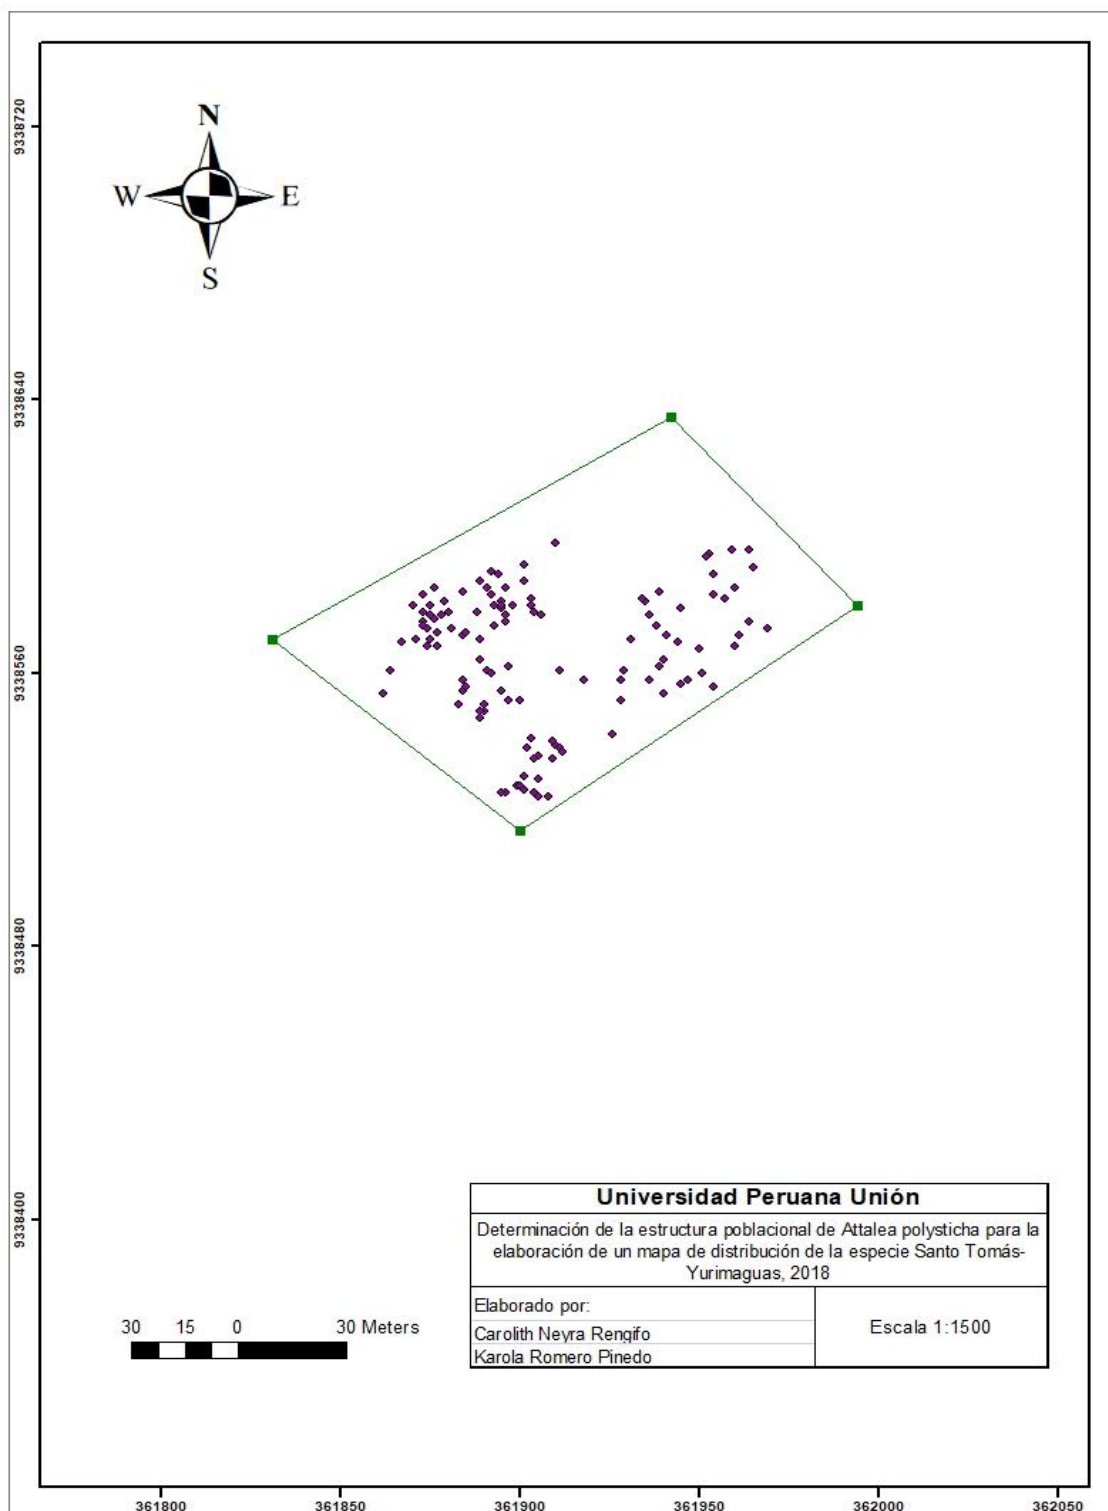 9338720
N
W
E
S
9338640
9338560
9338480
9338400
Universidad Peruana Unión
Determinación de la estructura poblacional de Attalea polysticha para la
elaboración de un mapa de distribución de la especie Santo Tomás-
Yurimaguas, 2018
Elaborado por:
Carolith Neyra Rengifo
Karola Romero Pinedo
Escala 1:1500
30 15 0 30 Meters
361800 361850 361900 361950 362000 362050